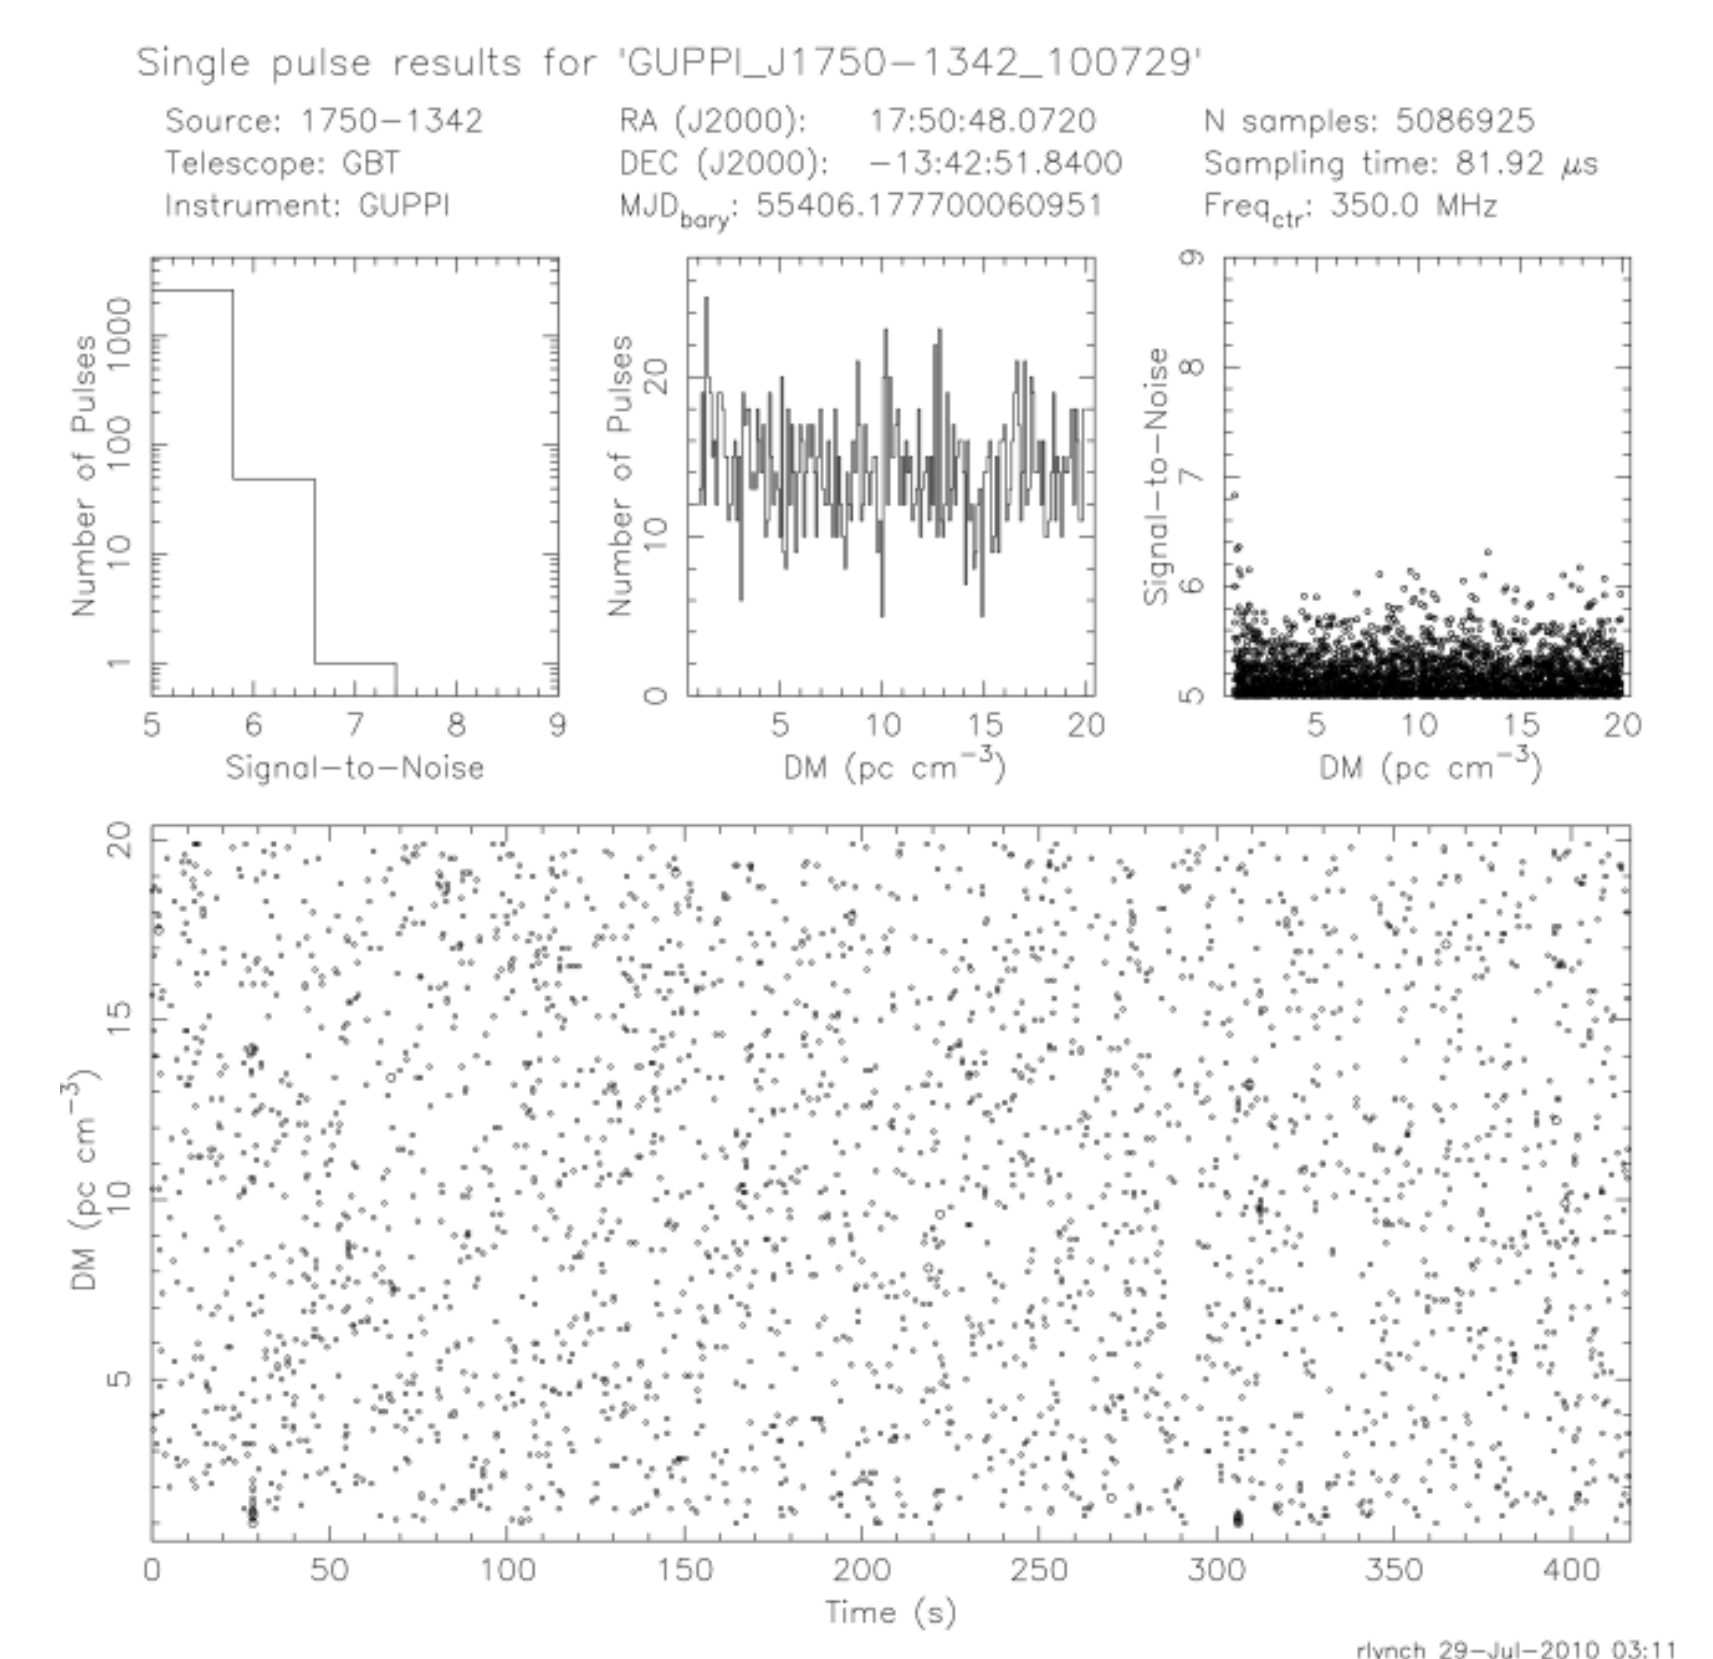 Single pulse results for 'GUPPI_J1750−1342_100729'
Source: 1750−1342 RA (J2000): 17:50:48.0720 N samples: 5086925
Telescope: GBT DEC (J2000): −13:42:51.8400 Sampling time: 81.92 μs
Instrument: GUPPI MJDbary: 55406.177700060951 Freqctr: 350.0 MHz
Number of Pulses
1 10 100 1000
5 6 7 8 9
Signal−to−Noise
Number of Pulses
0 10 20
5 10 15 20
DM (pc cm−3)
Signal−to−Noise
5 6 7 8 9
5 10 15 20
DM (pc cm−3)
DM (pc cm−3)
5 10 15 20
0 50 100 150 200 250 300 350 400
Time (s)
rlynch 29−Jul−2010 03:11